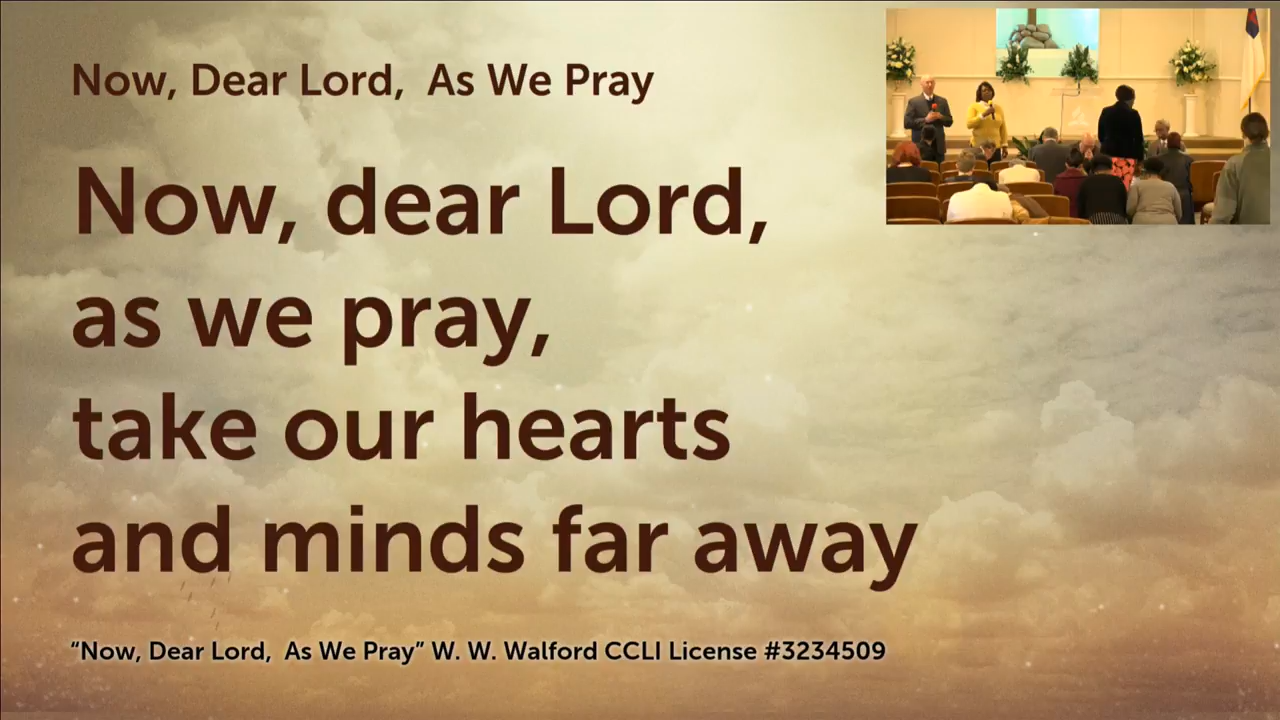 Now, Dear Lord,  As We Pray
Now, dear Lord,
as we pray,
take our hearts
and minds far away
“Now, Dear Lord,  As We Pray” W. W. Walford CCLI License #3234509